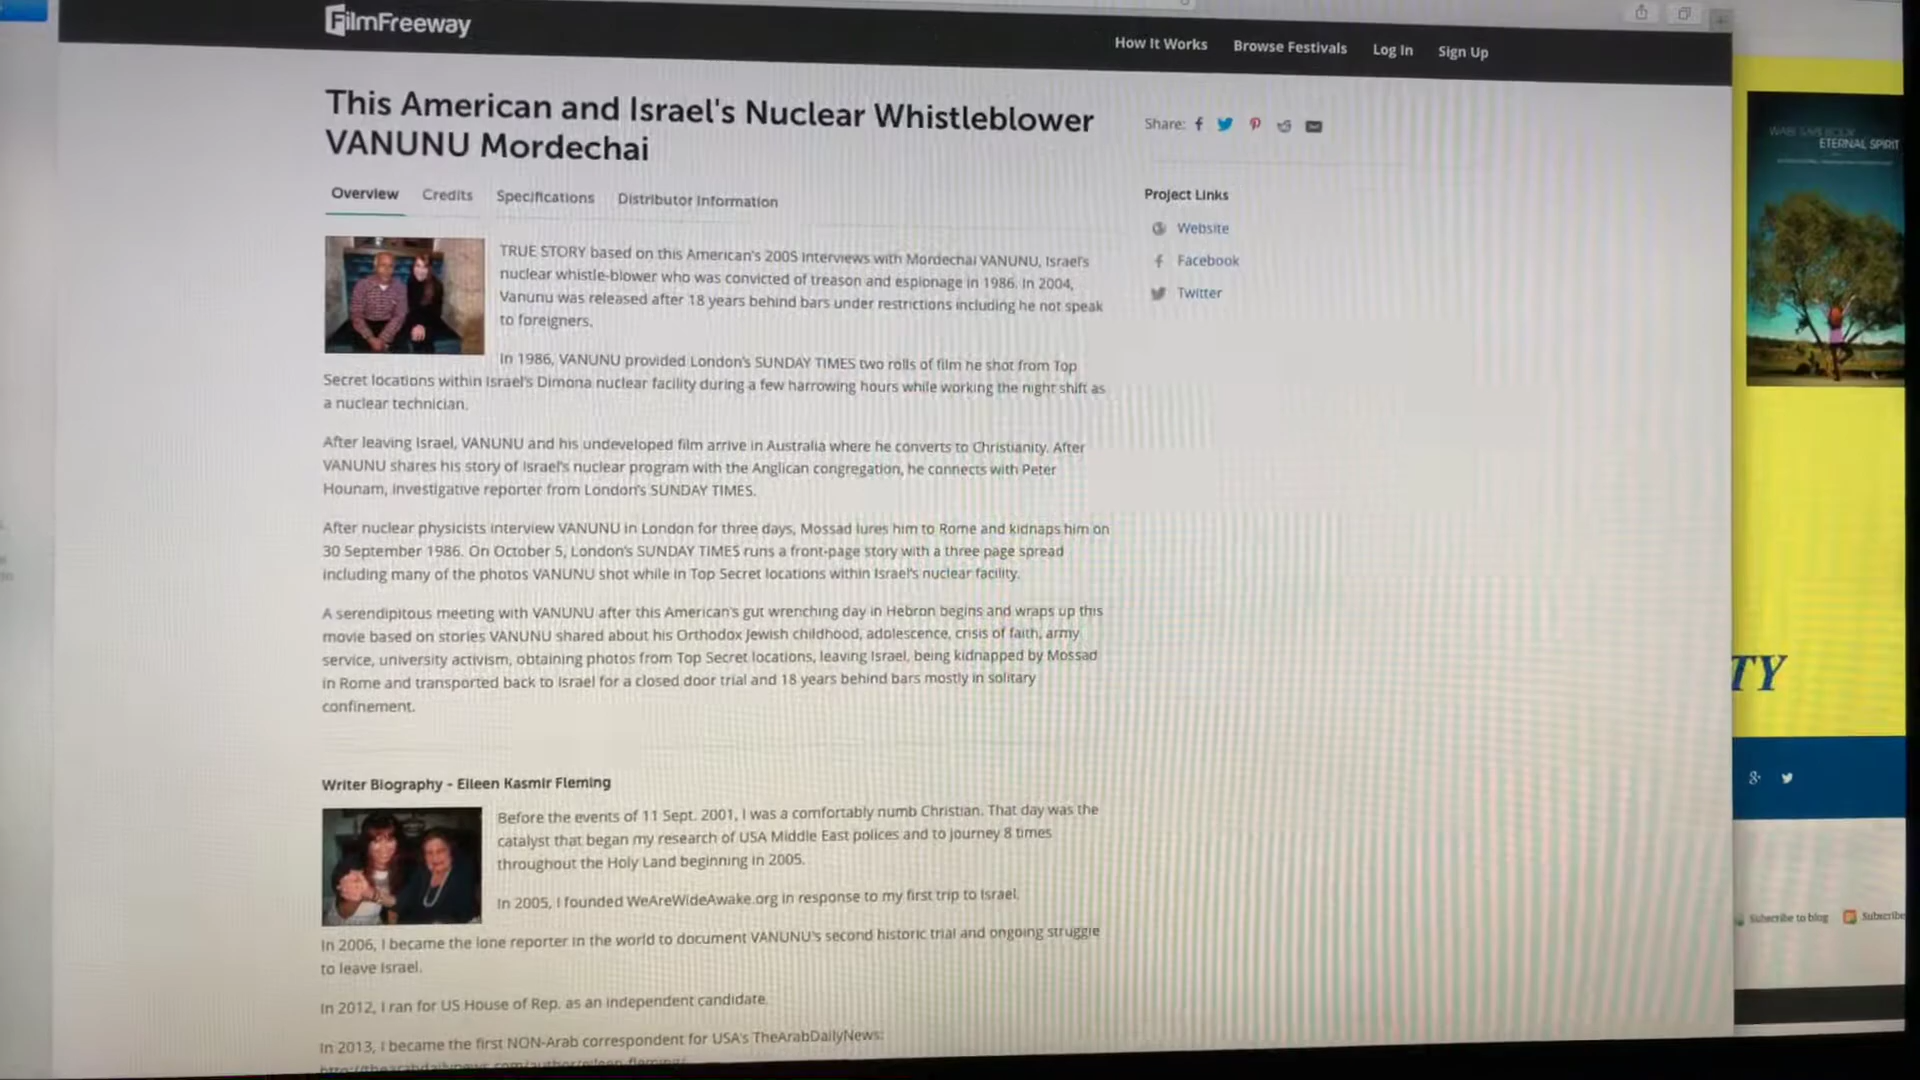 FilmFreeway
How It Works Browse Festivals Log In Sign Up
This American and Israel's Nuclear Whistleblower
VANUNU Mordechai
Share:
Overview Credits Specifications Distributor Information
Project Links
Website
Facebook
Twitter
TRUE STORY based on this American's 2005 interviews with Mordechai VANUNU, Israel's
nuclear whistle-blower who was convicted of treason and espionage in 1986. In 2004,
Vanunu was released after 18 years behind bars under restrictions including he not speak
to foreigners.
In 1986, VANUNU provided London's SUNDAY TIMES two rolls of film he shot from Top
Secret locations within Israel's Dimona nuclear facility during a few harrowing hours while working the night shift as
a nuclear technician.
After leaving Israel, VANUNU and his undeveloped film arrive in Australia where he converts to Christianity. After
VANUNU shares his story of Israel's nuclear program with the Anglican congregation, he connects with Peter
Hounam, investigative reporter from London's SUNDAY TIMES.
After nuclear physicists interview VANUNU in London for three days, Mossad lures him to Rome and kidnaps him on
30 September 1986. On October 5, London's SUNDAY TIMES runs a front-page story with a three page spread
including many of the photos VANUNU shot while in Top Secret locations within Israel's nuclear facility.
A serendipitous meeting with VANUNU after this American's gut wrenching day in Hebron begins and wraps up this
movie based on stories VANUNU shared about his Orthodox Jewish childhood, adolescence, crisis of faith, army
service, university activism, obtaining photos from Top Secret locations, leaving Israel, being kidnapped by Mossad
in Rome and transported back to Israel for a closed door trial and 18 years behind bars mostly in solitary
confinement.
Writer Biography - Eileen Kasmir Fleming
Before the events of 11 Sept. 2001, I was a comfortably numb Christian. That day was the
catalyst that began my research of USA Middle East polices and to journey 8 times
throughout the Holy Land beginning in 2005.
In 2005, I founded WeAreWideAwake.org in response to my first trip to Israel.
In 2006, I became the lone reporter in the world to document VANUNU's second historic trial and ongoing struggle
to leave Israel.
In 2012, I ran for US House of Rep. as an independent candidate.
In 2013, I became the first NON-Arab correspondent for USA's TheArabDailyNews:
http://thearabdailynews.com/author/eileen-fleming/
ETERNAL SPIRIT
TY
Subscribe to blog Subscribe